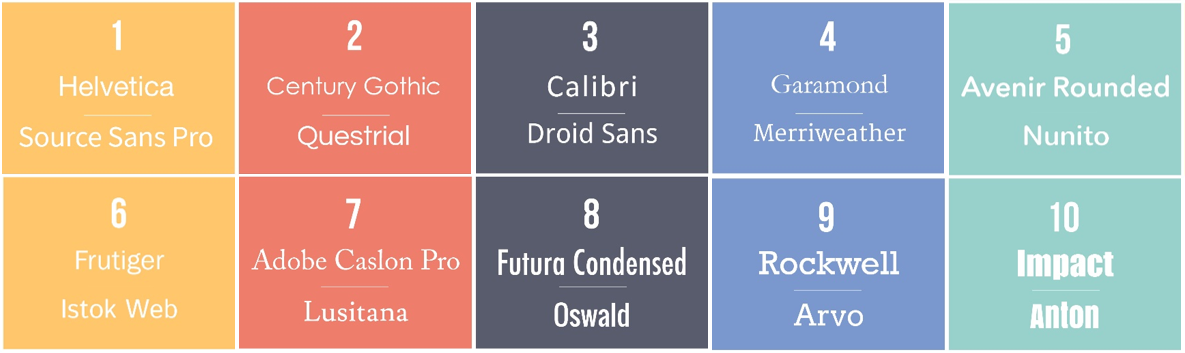 1
Helvetica
Source Sans Pro
2
Century Gothic
Questrial
3
Calibri
Droid Sans
4
Garamond
Merriweather
5
Avenir Rounded
Nunito
6
Frutiger
Istok Web
7
Adobe Caslon Pro
Lusitana
8
Futura Condensed
Oswald
9
Rockwell
Arvo
10
Impact
Anton